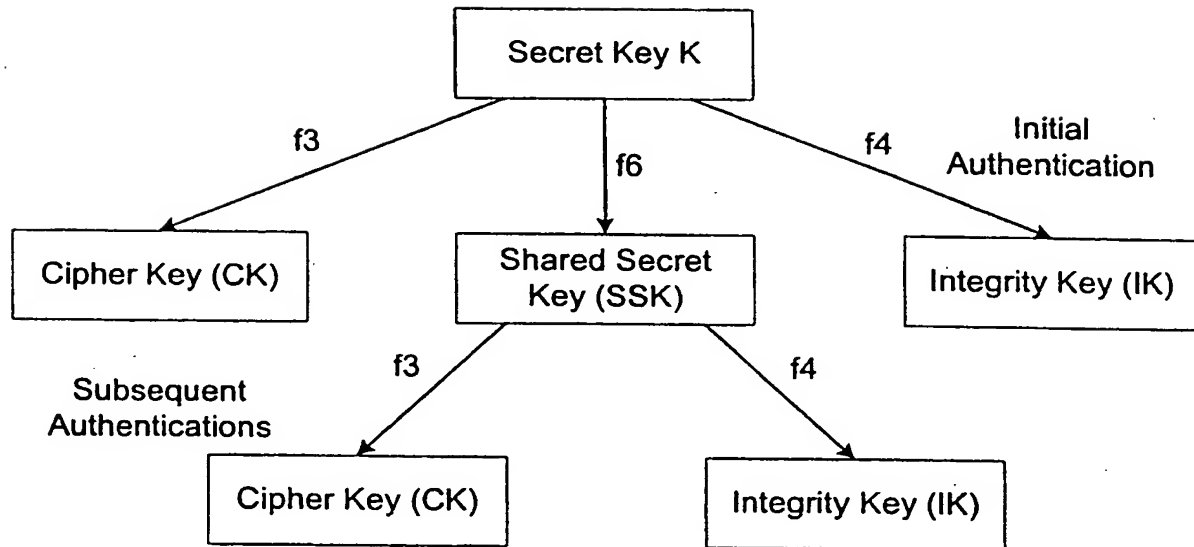 Secret Key K
f3
f6
f4
Initial
Authentication
Cipher Key (CK)
Shared Secret
Key (SSK)
Integrity Key (IK)
Subsequent
Authentications
f3
f4
Cipher Key (CK)
Integrity Key (IK)